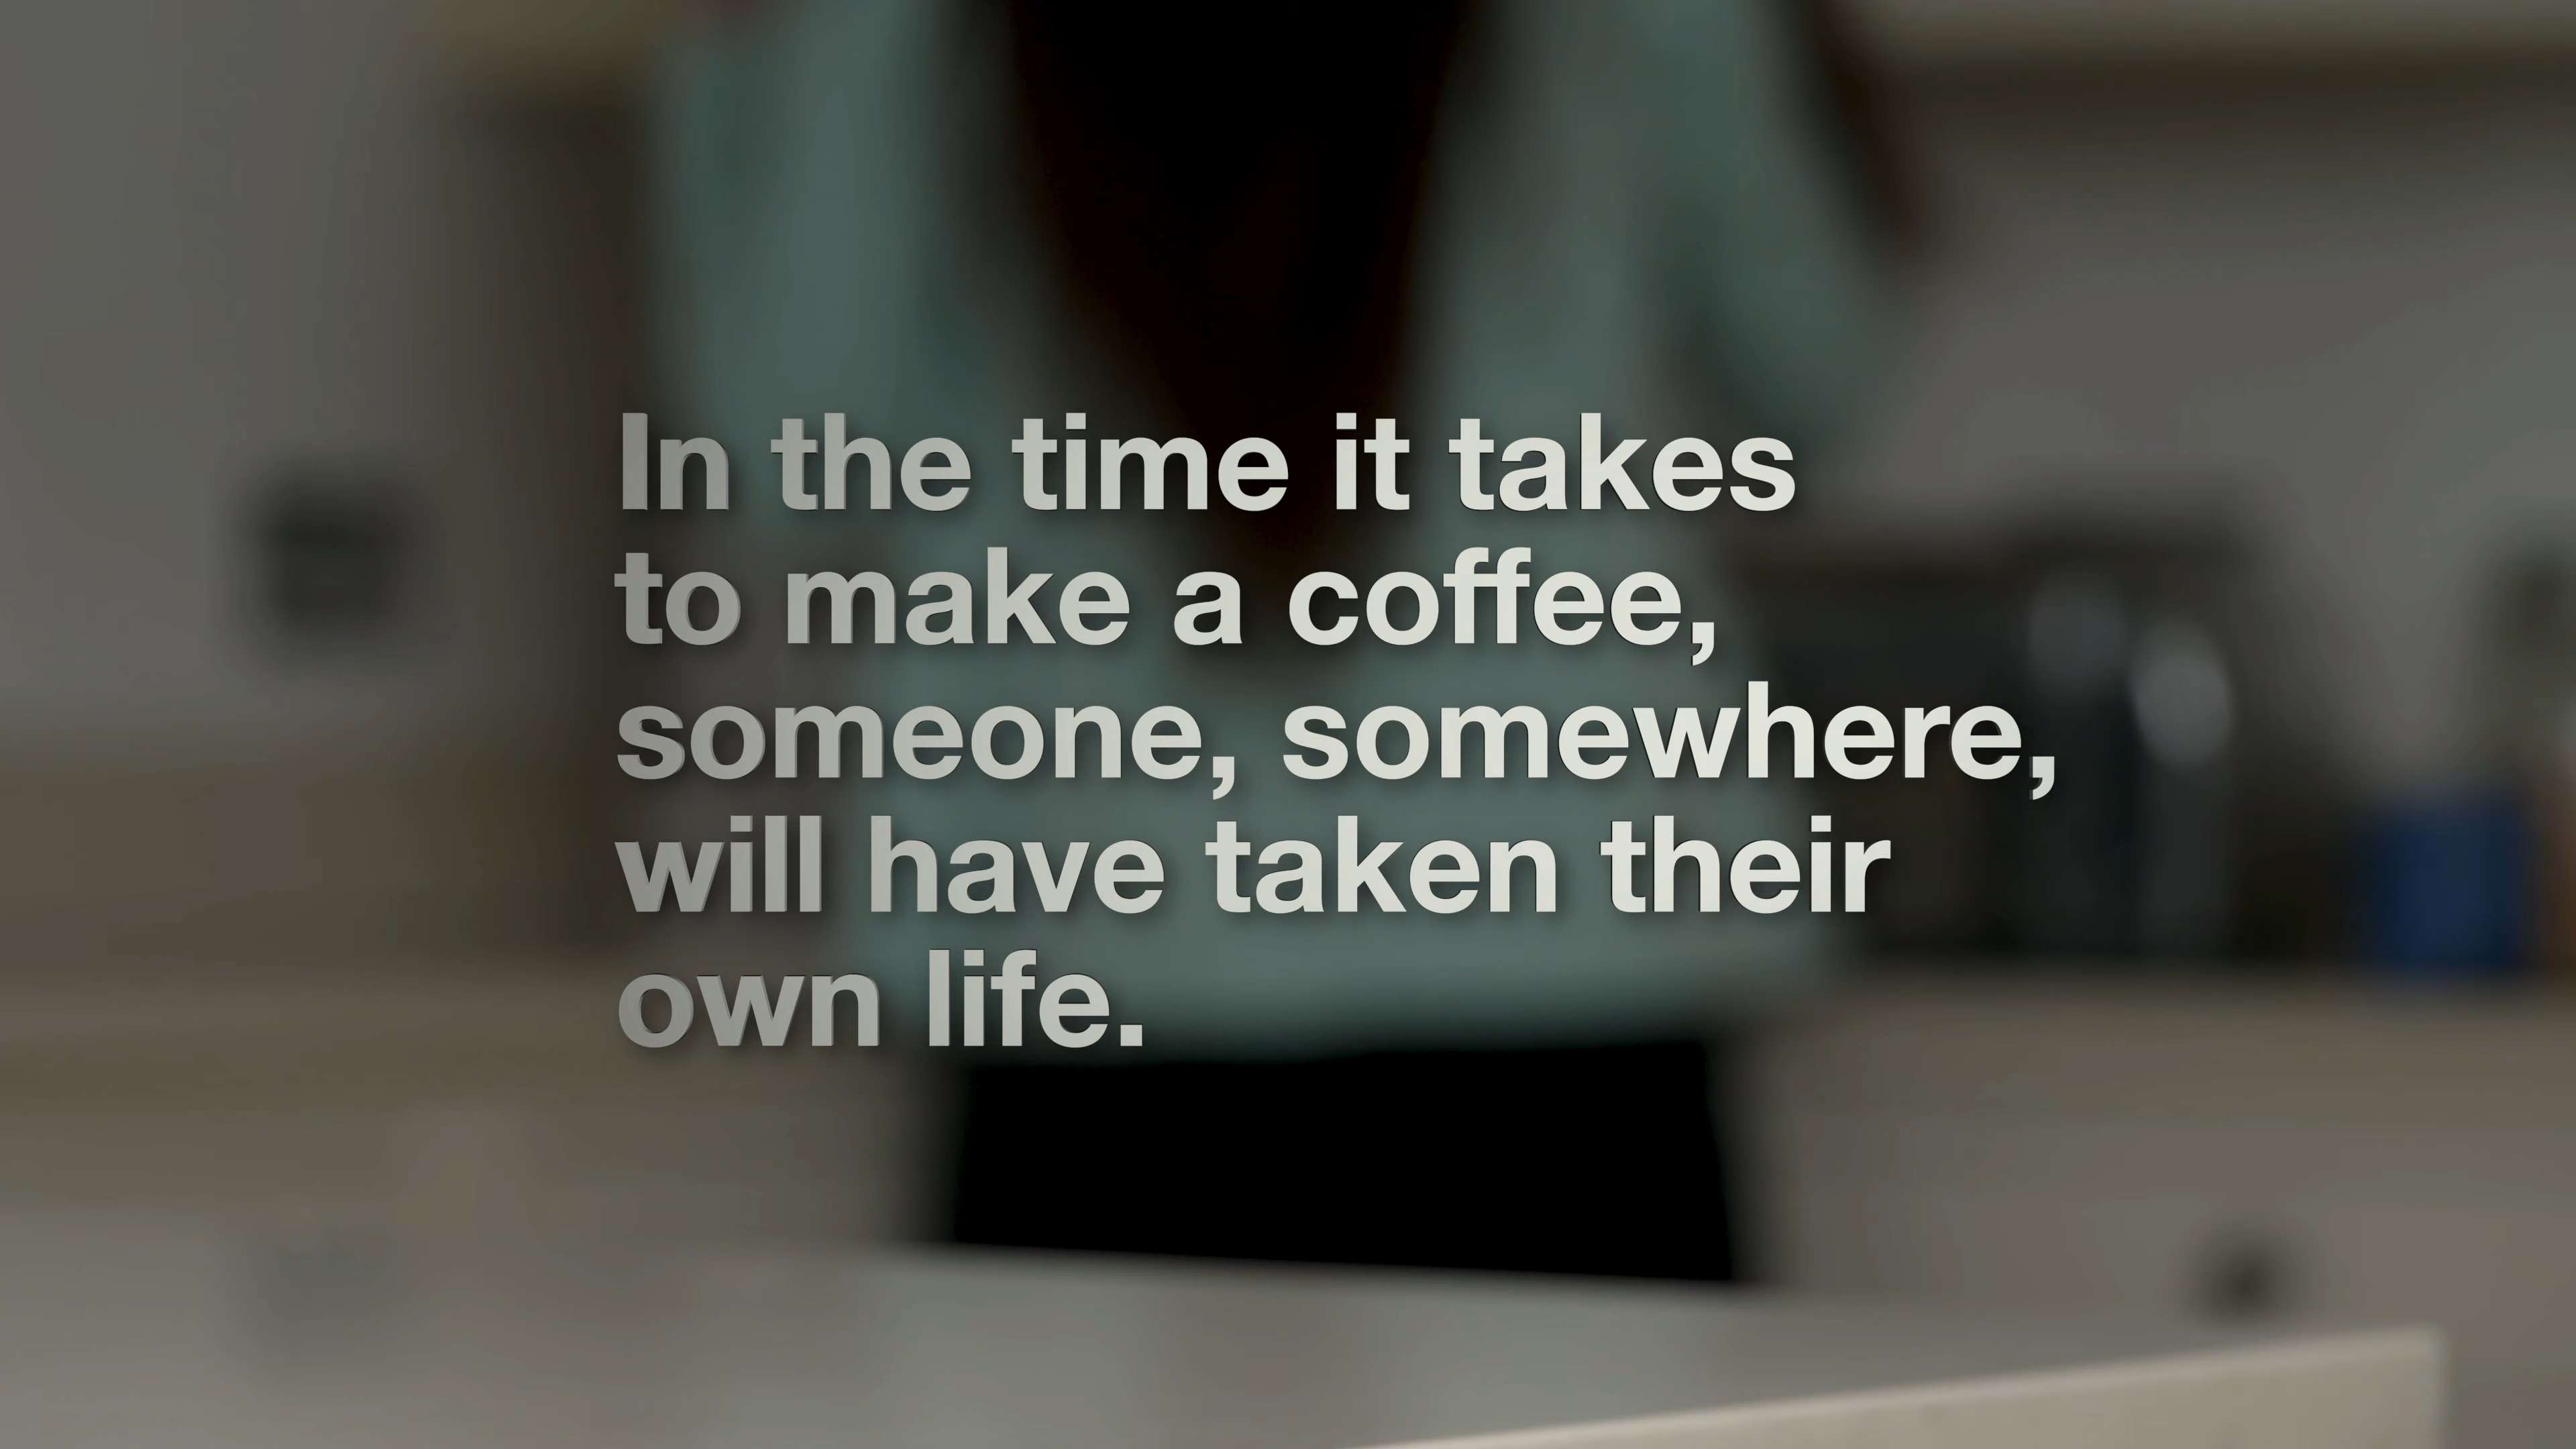 In the time it takes
to make a coffee,
someone, somewhere,
will have taken their
own life.